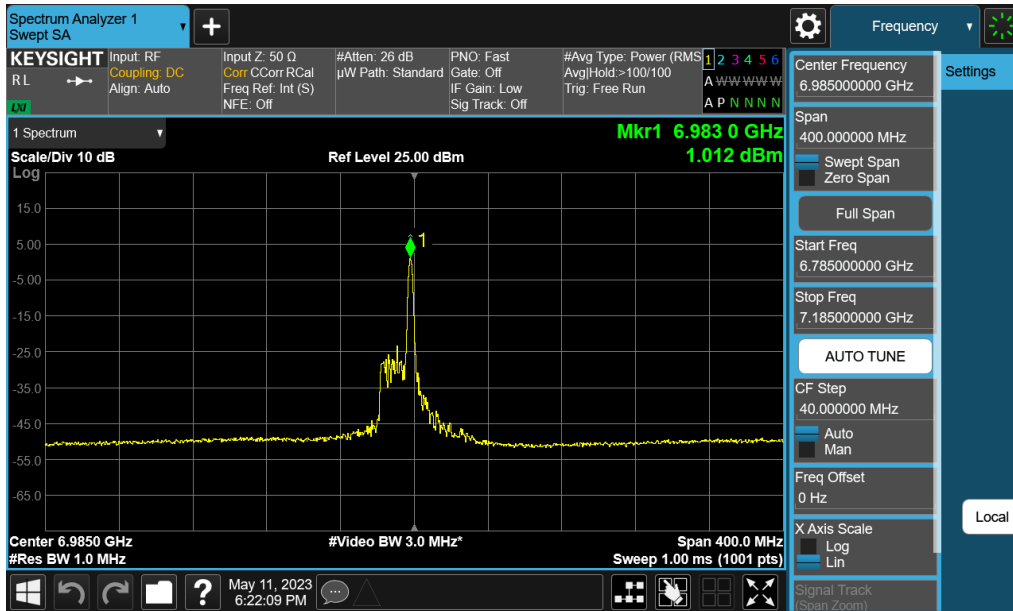 Spectrum Analyzer 1
Swept SA
+
Frequency
KEYSIGHT
RL
LXI
Input: RF
Coupling: DC
Align: Auto
Input Z: 50 Ω
Corr CCorr RCal
Freq Ref: Int (S)
NFE: Off
#Atten: 26 dB
µW Path: Standard
PNO: Fast
Gate: Off
IF Gain: Low
Sig Track: Off
#Avg Type: Power (RMS
Avg|Hold:>100/100
Trig: Free Run
1 2 3 4 5 6
A W W W W W
A P N N N N
1 Spectrum
Mkr1 6.983 0 GHz
Scale/Div 10 dB
Ref Level 25.00 dBm
1.012 dBm
Log
15.0
5.00
-5.00
-15.0
-25.0
-35.0
-45.0
-55.0
-65.0
1
Center 6.9850 GHz
#Video BW 3.0 MHz*
Span 400.0 MHz
#Res BW 1.0 MHz
Sweep 1.00 ms (1001 pts)
?
May 11, 2023
6:22:09 PM
Center Frequency
6.985000000 GHz
Span
400.000000 MHz
Swept Span
Zero Span
Full Span
Start Freq
6.785000000 GHz
Stop Freq
7.185000000 GHz
AUTO TUNE
CF Step
40.000000 MHz
Auto
Man
Freq Offset
0 Hz
X Axis Scale
Log
Lin
Signal Track
(Span Zoom)
Settings
Local